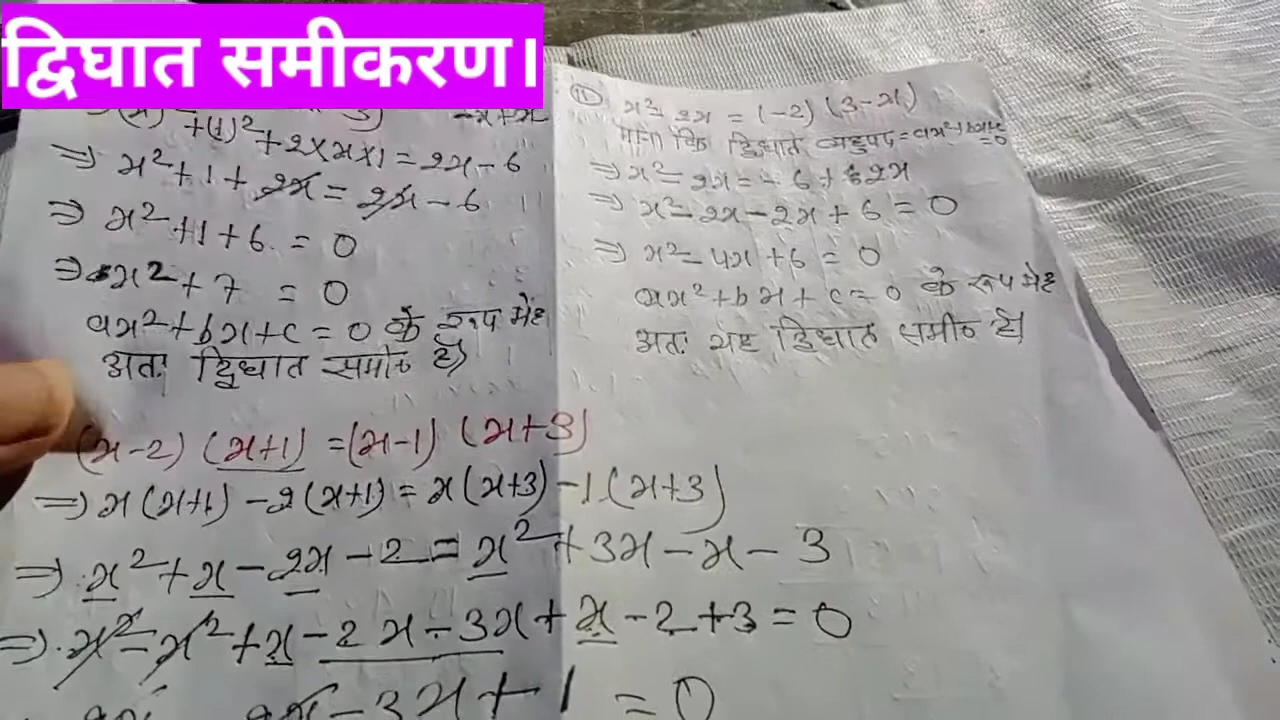 द्विघात समीकरण।
+(1)² + 2×x×1 = 2x - 6
⇒ x² + 1 + 2x = 2x - 6
⇒ x² + 1 + 6 = 0
⇒ x² + 7 = 0
ax² + bx + c = 0 के रूप में है
अतः द्विघात समी० है।
(11) x² - 2x = (-2) (3-x)
माना कि द्विघात बहुपद = ax²+bx+c = 0
⇒ x² - 2x = - 6 + 2x
⇒ x² - 2x - 2x + 6 = 0
⇒ x² - 4x + 6 = 0
ax² + bx + c = 0 के रूप में है
अतः यह द्विघात समी० है।
(x-2) (x+1) = (x-1) (x+3)
⇒ x(x+1) - 2(x+1) = x(x+3) - 1(x+3)
⇒ x² + x - 2x - 2 = x² + 3x - x - 3
⇒ x² - x² + x - 2x - 3x + x - 2 + 3 = 0
- 3x + 1 = 0